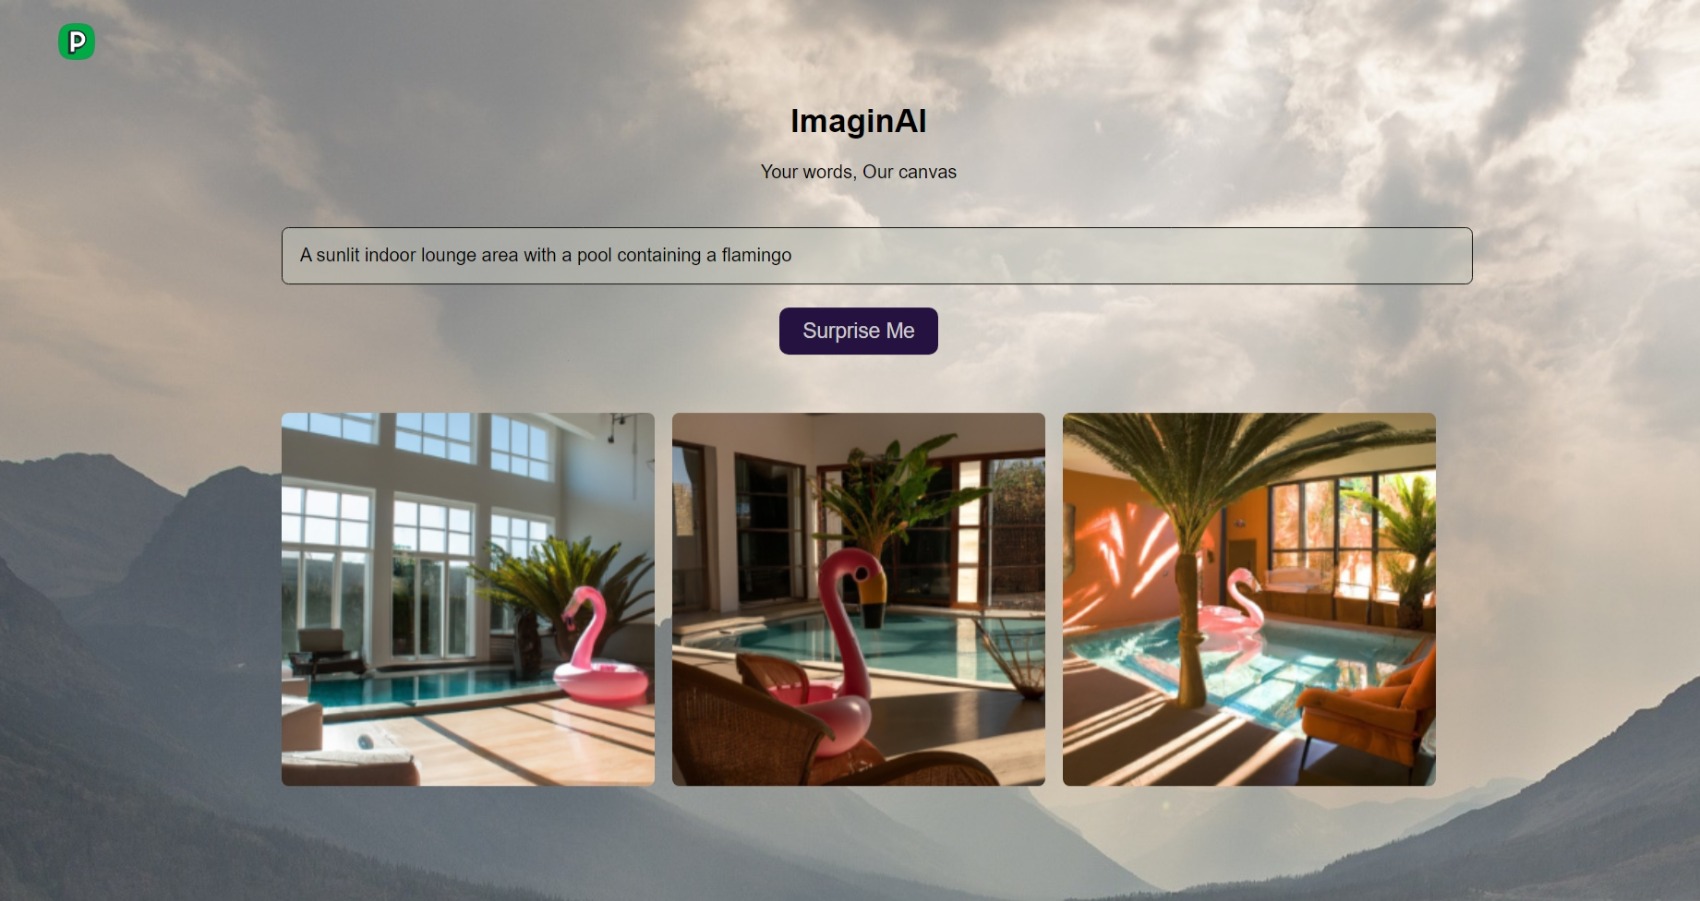 P
ImaginAI
Your words, Our canvas
A sunlit indoor lounge area with a pool containing a flamingo
Surprise Me